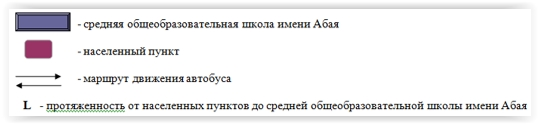 - средняя общеобразовательная школа имени Абая
- населенный пункт
- маршрут движения автобуса
L - протяженность от населенных пунктов до средней общеобразовательной школы имени Абая